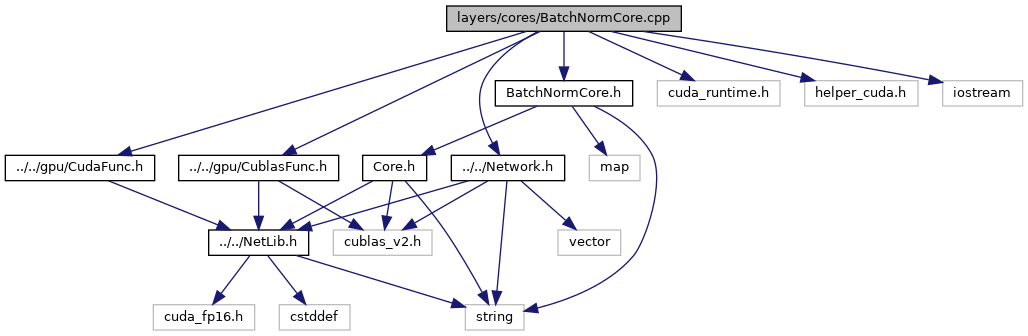 layers/cores/BatchNormCore.cpp
BatchNormCore.h
cuda_runtime.h
helper_cuda.h
iostream
../../gpu/CudaFunc.h
../../gpu/CublasFunc.h
Core.h
../../Network.h
map
../../NetLib.h
cublas_v2.h
vector
cuda_fp16.h
cstddef
string